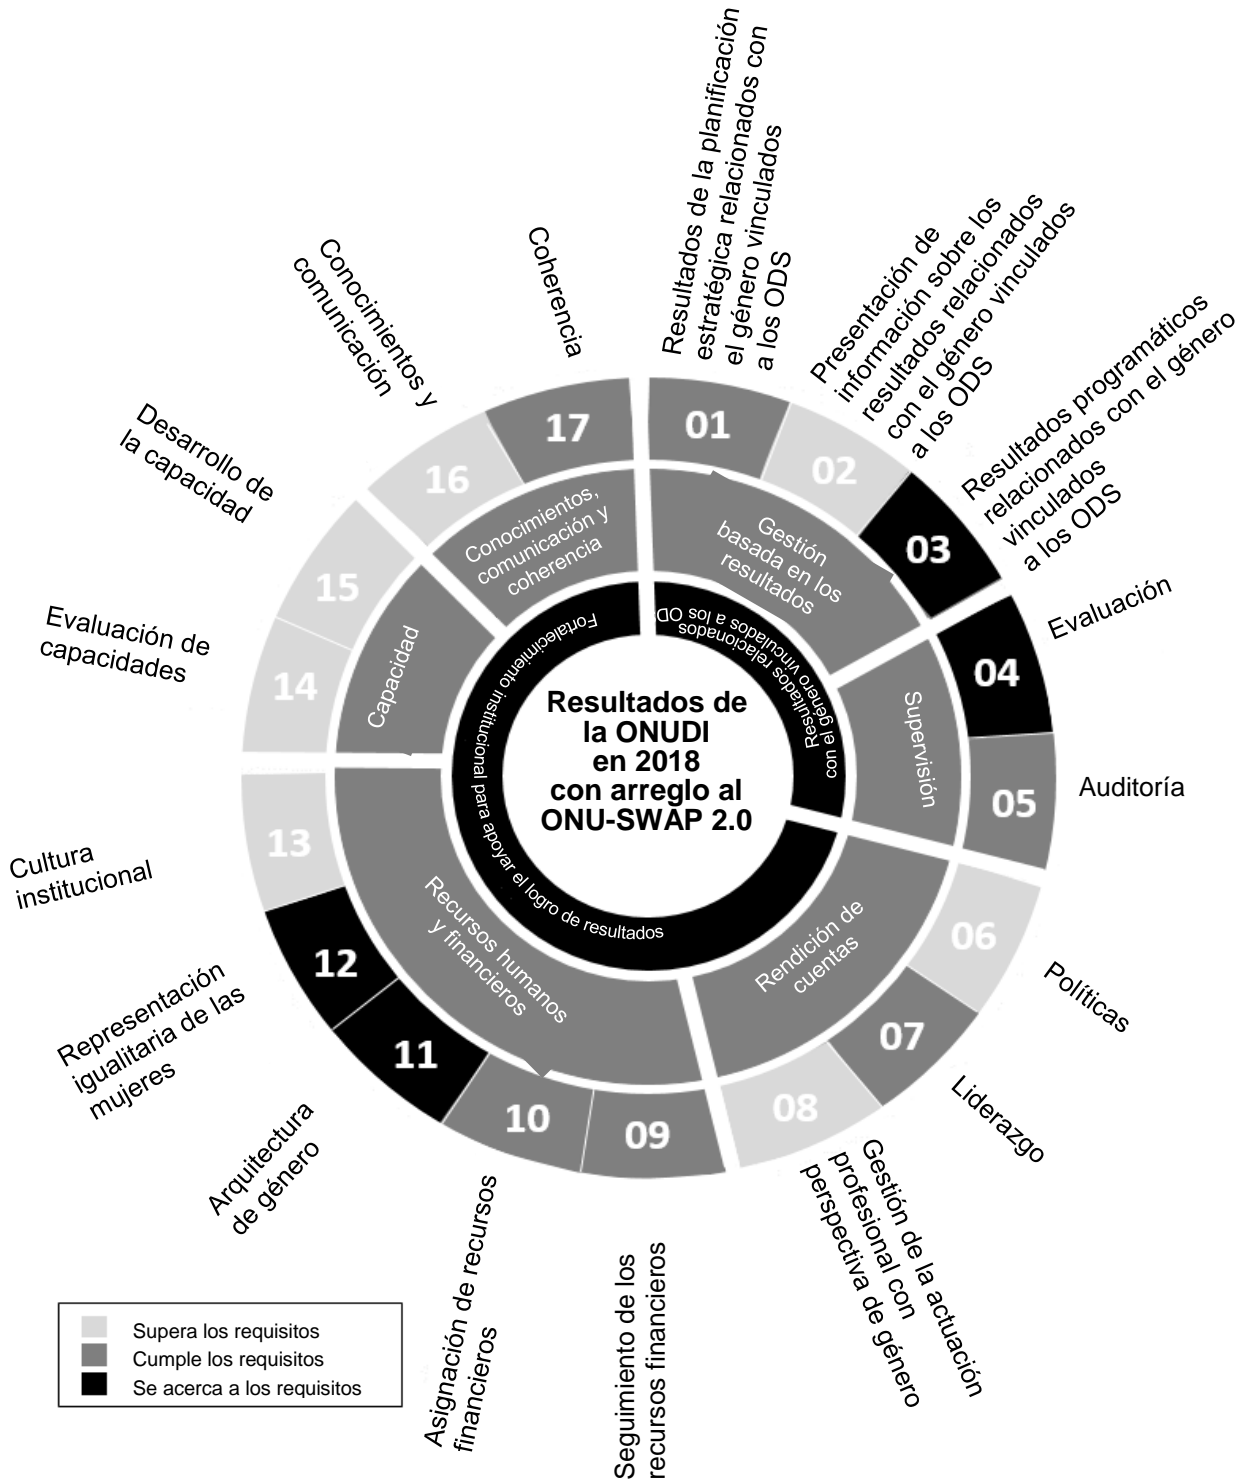 Resultados de la planificación
estratégica relacionados con
el género vinculados
a los ODS
Presentación de
información sobre los
resultados relacionados
con el género vinculados
a los ODS
Resultados programáticos
relacionados con el género
vinculados
a los ODS
Evaluación
Auditoría
Políticas
Liderazgo
Gestión de la actuación
profesional con
perspectiva de género
Seguimiento de los
recursos financieros
Asignación de recursos
financieros
Arquitectura
de género
Representación
igualitaria de las
mujeres
Cultura
institucional
Evaluación de
capacidades
Desarrollo de
la capacidad
Conocimientos y
comunicación
Coherencia
01
02
03
04
05
06
07
08
09
10
11
12
13
14
15
16
17
Gestión
basada en los
resultados
Supervisión
Rendición de
cuentas
Recursos humanos
y financieros
Capacidad
Conocimientos,
comunicación y
coherencia
Resultados relacionados
con el género vinculados a los OD
Fortalecimiento institucional para apoyar el logro de resultados
Resultados de
la ONUDI
en 2018
con arreglo al
ONU-SWAP 2.0
Supera los requisitos
Cumple los requisitos
Se acerca a los requisitos